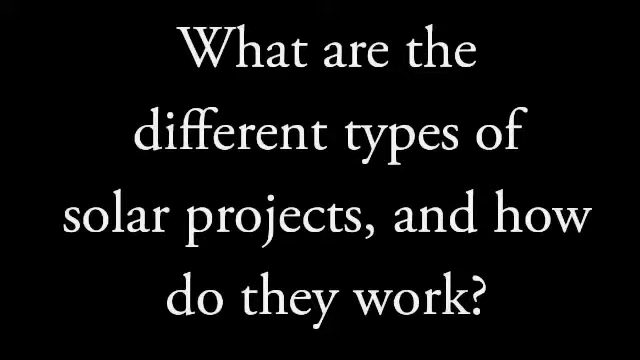 What are the
different types of
solar projects, and how
do they work?